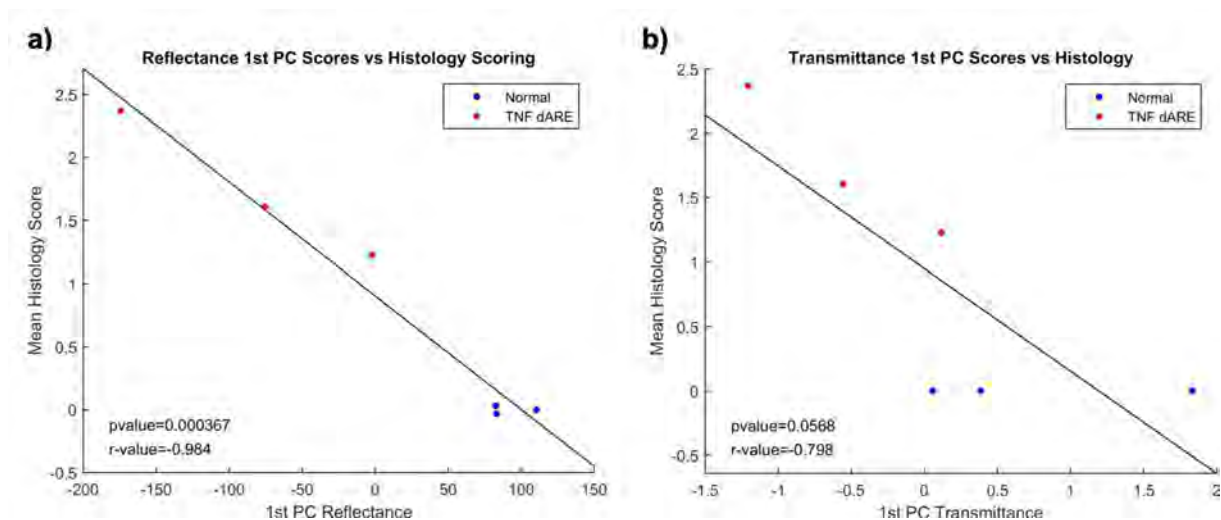 a)
Reflectance 1st PC Scores vs Histology Scoring
Normal
TNF dARE
Mean Histology Score
2.5
2
1.5
1
0.5
0
-0.5
pvalue=0.000367
r-value=-0.984
-200
-150
-100
-50
0
50
100
150
1st PC Reflectance
b)
Transmittance 1st PC Scores vs Histology
Normal
TNF dARE
Mean Histology Score
2.5
2
1.5
1
0.5
0
-0.5
pvalue=0.0568
r-value=-0.798
-1.5
-1
-0.5
0
0.5
1
1.5
2
1st PC Transmittance